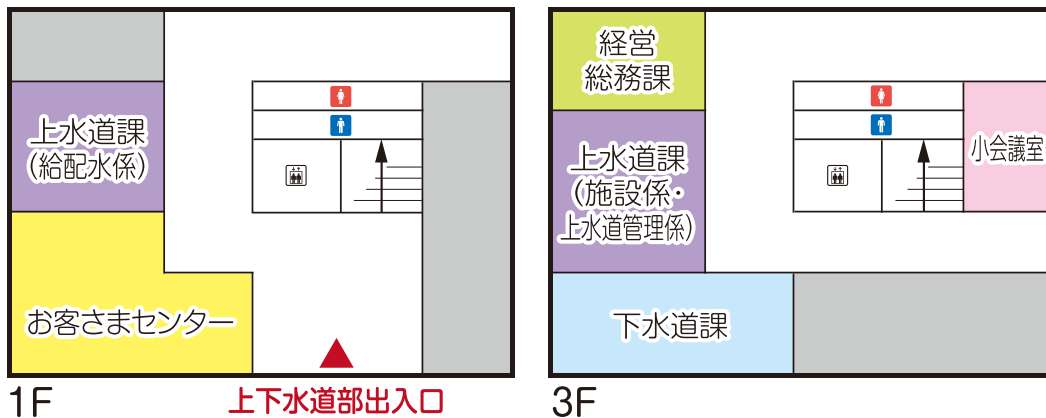 上水道課
(給配水係)
お客さまセンター
1F
上下水道部出入口
経営
総務課
上水道課
(施設係・
上水道管理係)
小会議室
下水道課
3F